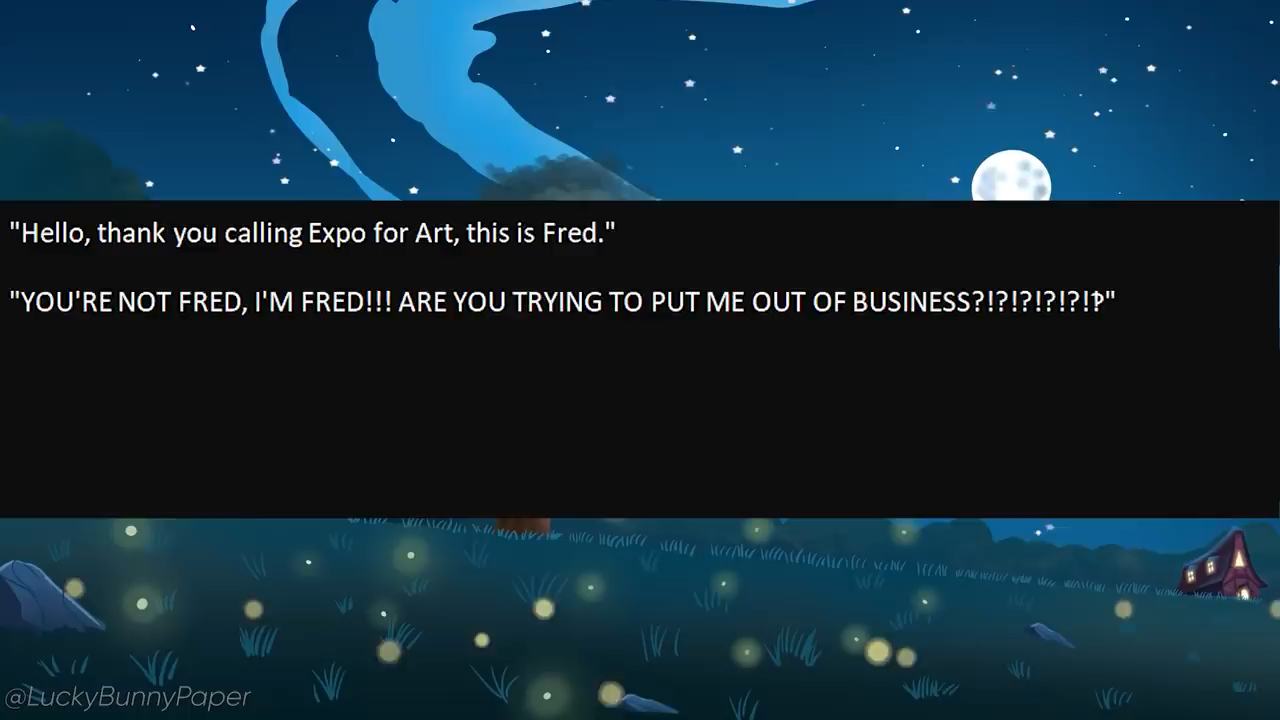 "Hello, thank you calling Expo for Art, this is Fred."
"YOU'RE NOT FRED, I'M FRED!!! ARE YOU TRYING TO PUT ME OUT OF BUSINESS?!?!?!?!?!‽"
@LuckyBunnyPaper